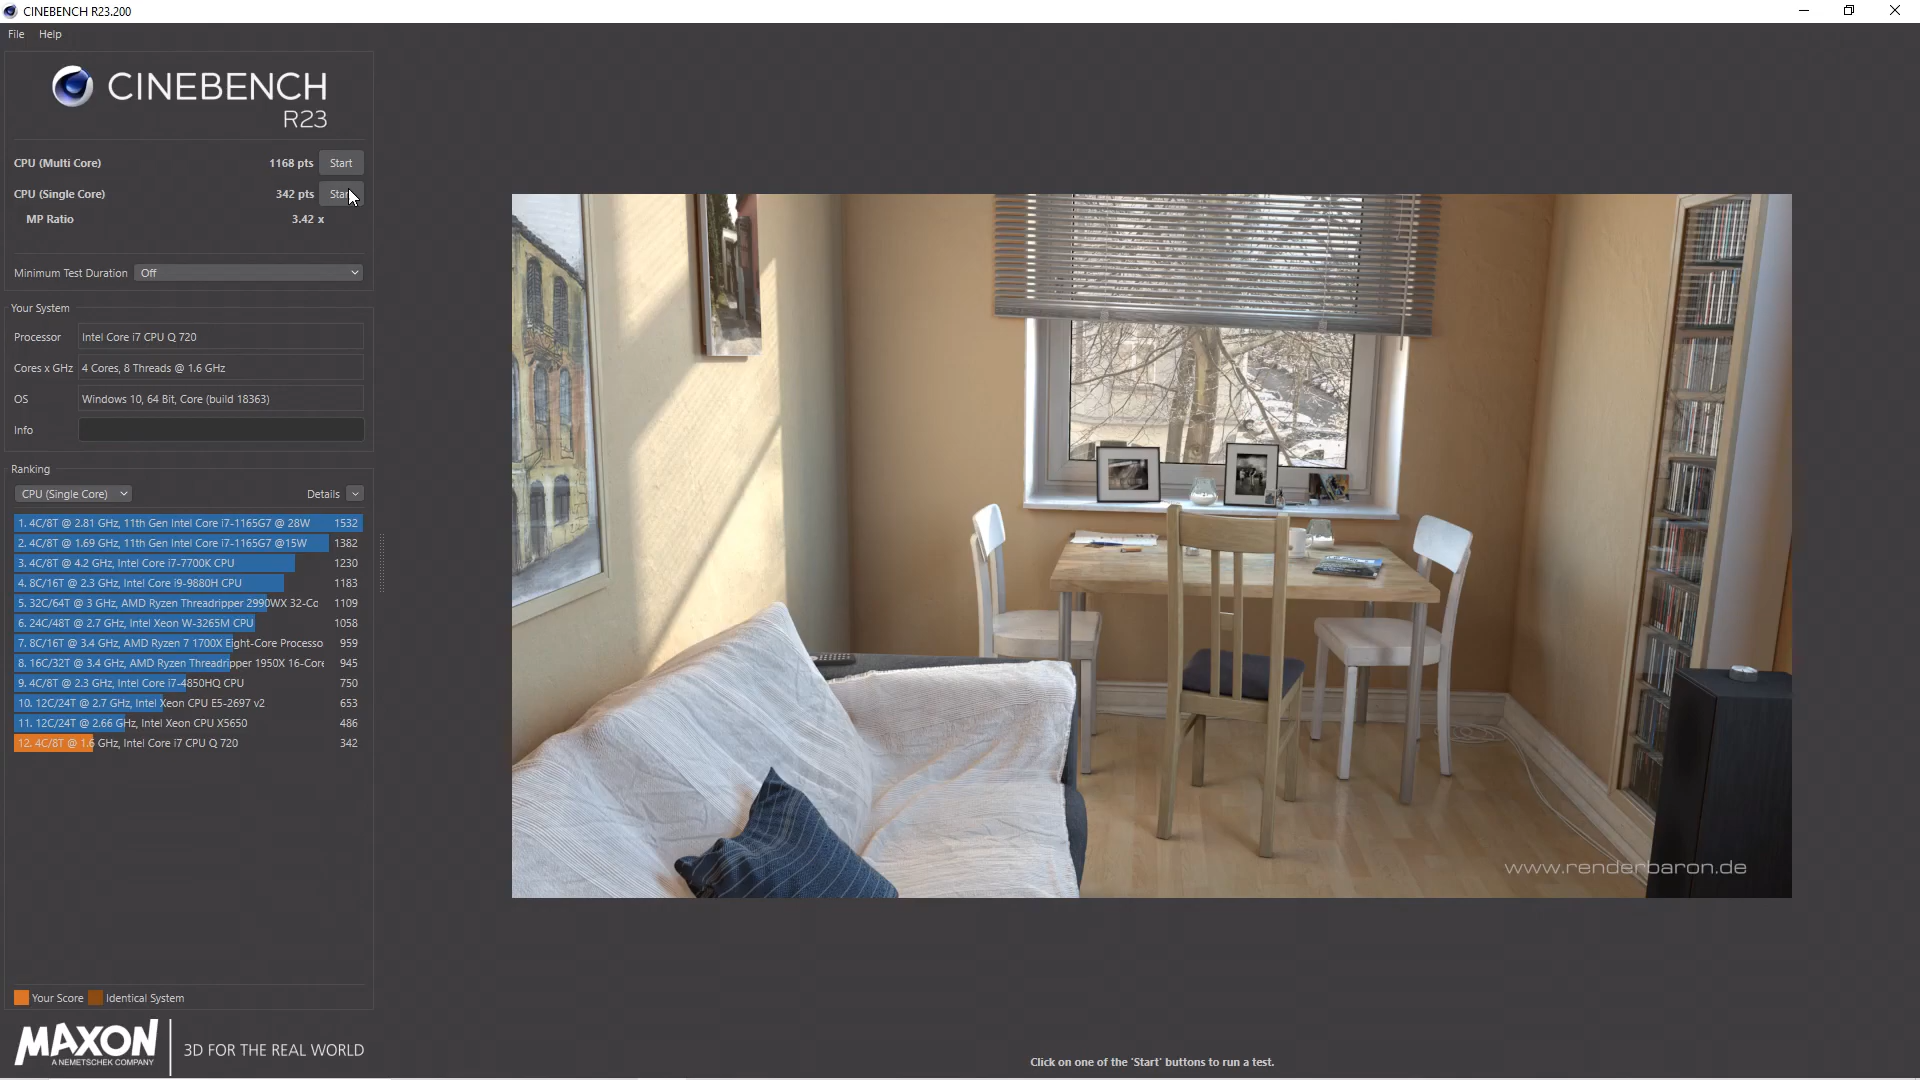 CINEBENCH R23.200
File Help
CINEBENCH
R23
CPU (Multi Core) 1168 pts Start
CPU (Single Core) 342 pts Start
MP Ratio 3.42 x
Minimum Test Duration Off
Your System
Processor Intel Core i7 CPU Q 720
Cores x GHz 4 Cores, 8 Threads @ 1.6 GHz
OS Windows 10, 64 Bit, Core (build 18363)
Info
Ranking
CPU (Single Core) Details
1. 4C/8T @ 2.81 GHz, 11th Gen Intel Core i7-1165G7 @ 28W 1532
2. 4C/8T @ 1.69 GHz, 11th Gen Intel Core i7-1165G7 @15W 1382
3. 4C/8T @ 4.2 GHz, Intel Core i7-7700K CPU 1230
4. 8C/16T @ 2.3 GHz, Intel Core i9-9880H CPU 1183
5. 32C/64T @ 3 GHz, AMD Ryzen Threadripper 2990WX 32-Co 1109
6. 24C/48T @ 2.7 GHz, Intel Xeon W-3265M CPU 1058
7. 8C/16T @ 3.4 GHz, AMD Ryzen 7 1700X Eight-Core Processo 959
8. 16C/32T @ 3.4 GHz, AMD Ryzen Threadripper 1950X 16-Core 945
9. 4C/8T @ 2.3 GHz, Intel Core i7-4850HQ CPU 750
10. 12C/24T @ 2.7 GHz, Intel Xeon CPU E5-2697 v2 653
11. 12C/24T @ 2.66 GHz, Intel Xeon CPU X5650 486
12. 4C/8T @ 1.6 GHz, Intel Core i7 CPU Q 720 342
Your Score Identical System
MAXON
A NEMETSCHEK COMPANY
3D FOR THE REAL WORLD
www.renderbaron.de
Click on one of the 'Start' buttons to run a test.